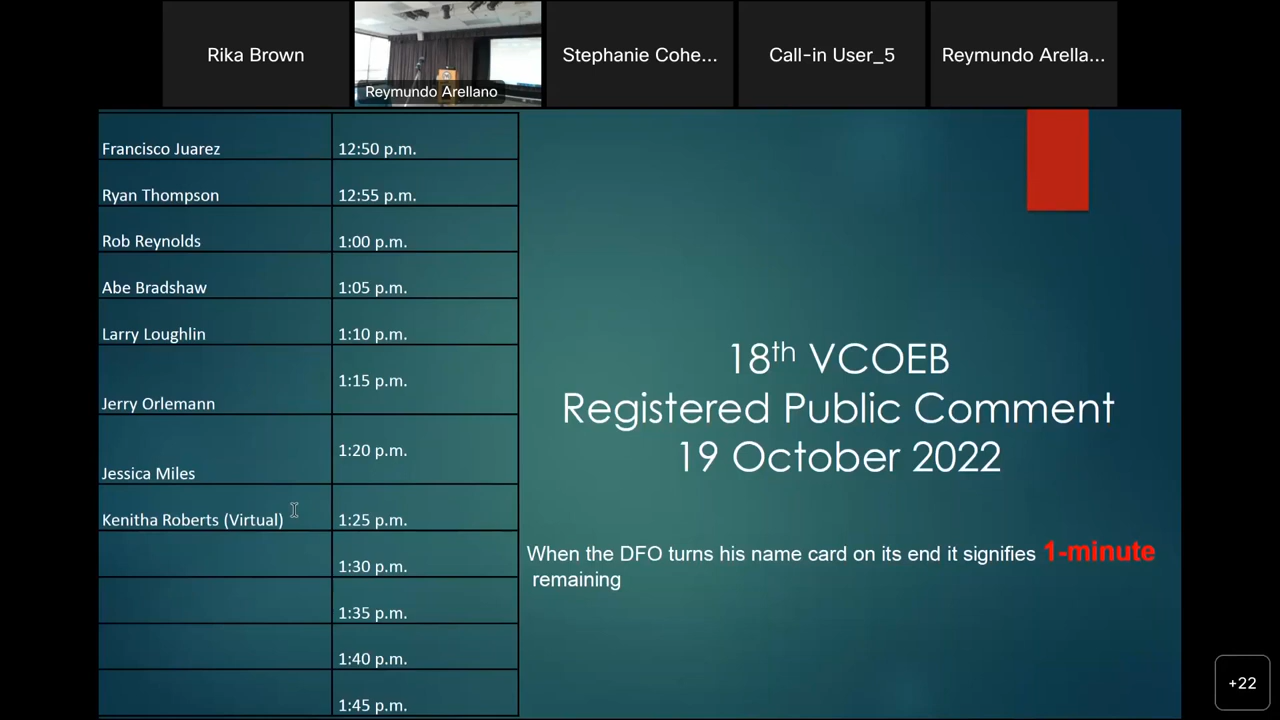 Rika Brown
Reymundo Arellano
Stephanie Cohe...
Call-in User_5
Reymundo Arella...
Francisco Juarez 12:50 p.m.
Ryan Thompson 12:55 p.m.
Rob Reynolds 1:00 p.m.
Abe Bradshaw 1:05 p.m.
Larry Loughlin 1:10 p.m.
Jerry Orlemann 1:15 p.m.
Jessica Miles 1:20 p.m.
Kenitha Roberts (Virtual) 1:25 p.m.
1:30 p.m.
1:35 p.m.
1:40 p.m.
1:45 p.m.
18th VCOEB
Registered Public Comment
19 October 2022
When the DFO turns his name card on its end it signifies 1-minute
remaining
+22